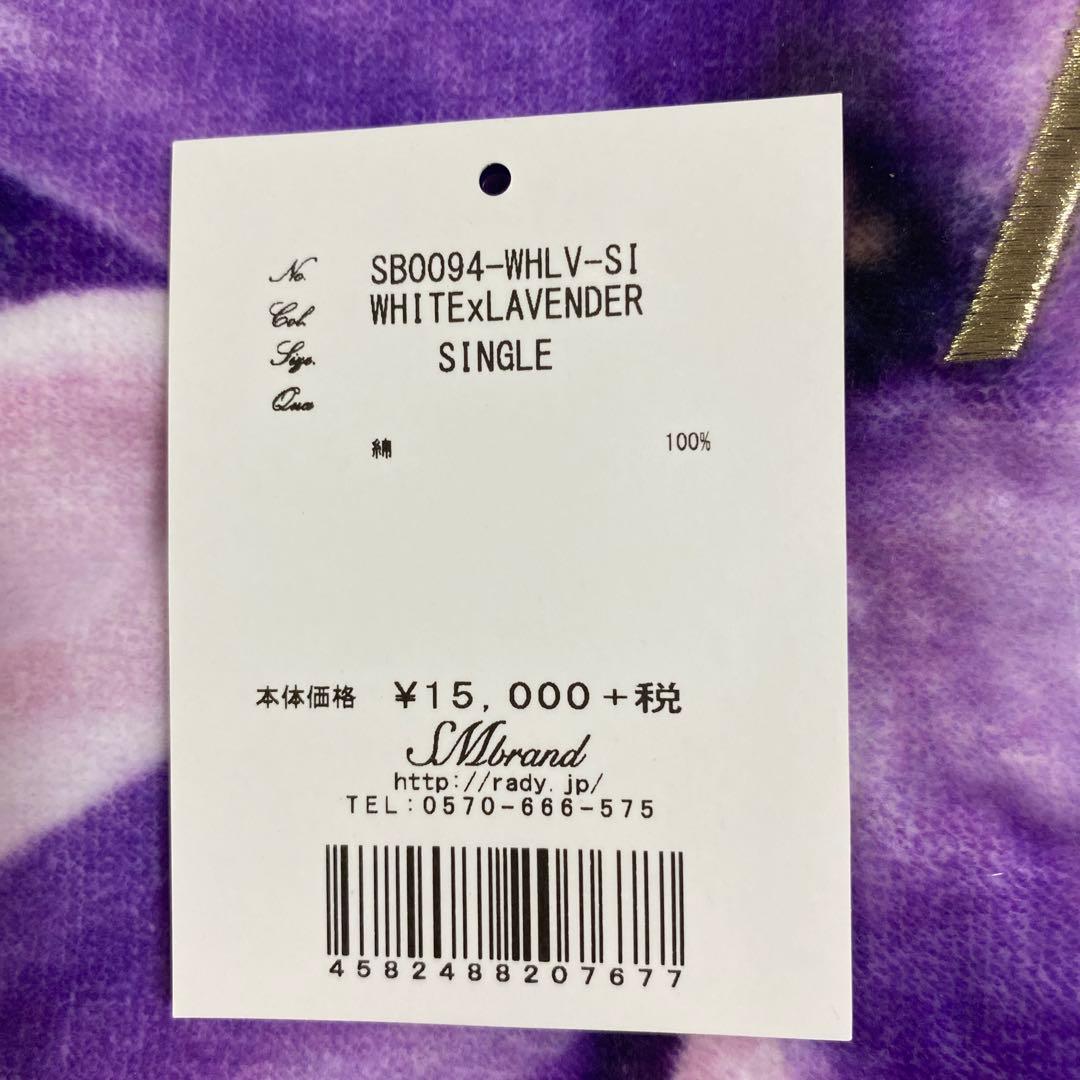 No. SB0094-WHLV-SI
Col. WHITExLAVENDER
Size. SINGLE
Qua
綿 100%
本体価格 ¥15,000+税
SMbrand
http://rady.jp/
TEL:0570-666-575
4582488207677